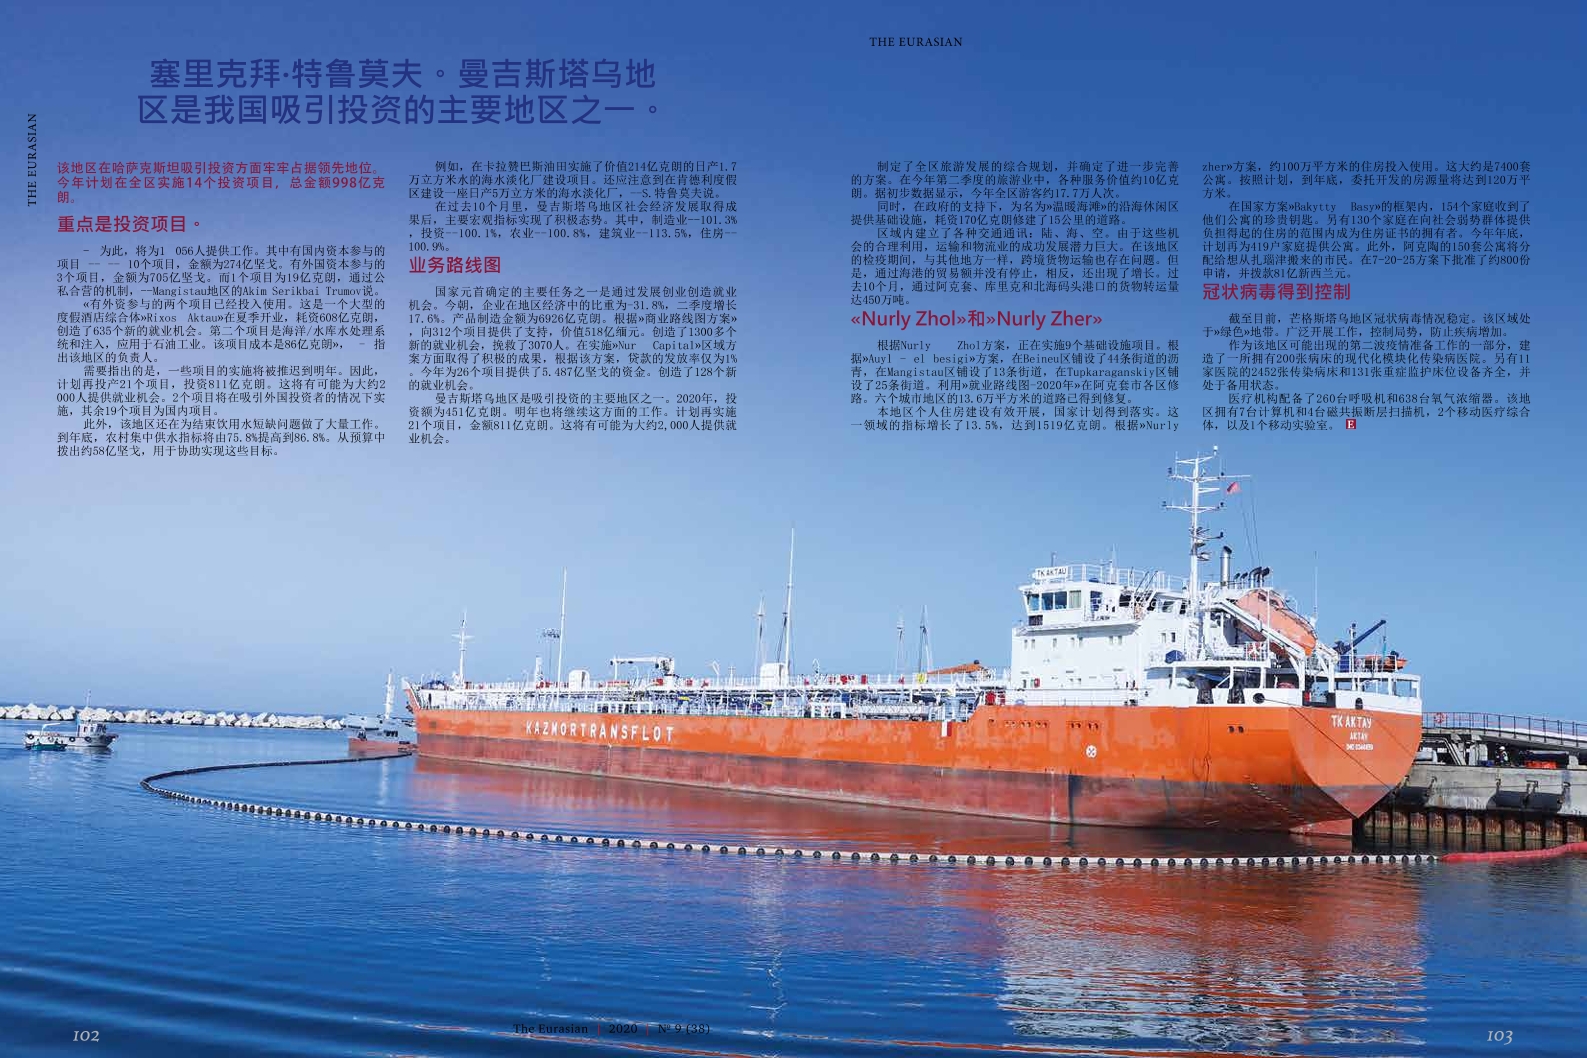 THE EURASIAN
THE EURASIAN
塞里克拜·特鲁莫夫。曼吉斯塔乌地
区是我国吸引投资的主要地区之一。
该地区在哈萨克斯坦吸引投资方面牢牢占据领先地位。
今年计划在全区实施14个投资项目，总金额998亿克
朗。
重点是投资项目。
- 为此，将为1 056人提供工作。其中有国内资本参与的
项目 —— —— 10个项目，金额为274亿坚戈。有外国资本参与的
3个项目，金额为705亿坚戈。而1个项目为19亿克朗，通过公
私合营的机制，——Mangistau地区的Akim Serikbai Trumov说。
«有外资参与的两个项目已经投入使用。这是一个大型的
度假酒店综合体»Rixos Aktau»在夏季开业，耗资608亿克朗，
创造了635个新的就业机会。第二个项目是海洋/水库水处理系
统和注入，应用于石油工业。该项目成本是86亿克朗»， - 指
出该地区的负责人。
需要指出的是，一些项目的实施将被推迟到明年。因此，
计划再投产21个项目，投资811亿克朗。这将有可能为大约2
000人提供就业机会。2个项目将在吸引外国投资者的情况下实
施，其余19个项目为国内项目。
此外，该地区还在为结束饮用水短缺问题做了大量工作。
到年底，农村集中供水指标将由75.8%提高到86.8%。从预算中
拨出约58亿坚戈，用于协助实现这些目标。
例如，在卡拉赞巴斯油田实施了价值214亿克朗的日产1.7
万立方米水的海水淡化厂建设项目。还应注意到在肯德利度假
区建设一座日产5万立方米的海水淡化厂，——S.特鲁莫夫说。
在过去10个月里，曼吉斯塔乌地区社会经济发展取得成
果后，主要宏观指标实现了积极态势。其中，制造业——101.3%
，投资——100.1%，农业——100.8%，建筑业——113.5%，住房——
100.9%。
业务路线图
国家元首确定的主要任务之一是通过发展创业创造就业
机会。今朝，企业在地区经济中的比重为-31.8%，二季度增长
17.6%。产品制造金额为6926亿克朗。根据»商业路线图方案»
，向312个项目提供了支持，价值518亿缅元。创造了1300多个
新的就业机会，挽救了3070人。在实施»Nur Capital»区域方
案方面取得了积极的成果，根据该方案，贷款的发放率仅为1%
。今年为26个项目提供了5.487亿坚戈的资金。创造了128个新
的就业机会。
曼吉斯塔乌地区是吸引投资的主要地区之一。2020年，投
资额为451亿克朗。明年也将继续这方面的工作。计划再实施
21个项目，金额811亿克朗。这将有可能为大约2,000人提供就
业机会。
制定了全区旅游发展的综合规划，并确定了进一步完善
的方案。在今年第二季度的旅游业中，各种服务价值约10亿克
朗。据初步数据显示，今年全区游客约17.7万人次。
同时，在政府的支持下，为名为»温暖海滩»的沿海休闲区
提供基础设施，耗资170亿克朗修建了15公里的道路。
区域内建立了各种交通通讯：陆、海、空。由于这些机
会的合理利用，运输和物流业的成功发展潜力巨大。在该地区
的检疫期间，与其他地方一样，跨境货物运输也存在问题。但
是，通过海港的贸易额并没有停止，相反，还出现了增长。过
去10个月，通过阿克套、库里克和北海码头港口的货物转运量
达450万吨。
«Nurly Zhol»和»Nurly Zher»
根据Nurly Zhol方案，正在实施9个基础设施项目。根
据»Auyl - el besigi»方案，在Beineu区铺设了44条街道的沥
青，在Mangistau区铺设了13条街道，在Tupkaraganskiy区铺
设了25条街道。利用»就业路线图-2020年»在阿克套市各区修
路。六个城市地区的13.6万平方米的道路已得到修复。
本地区个人住房建设有效开展，国家计划得到落实。这
一领域的指标增长了13.5%，达到1519亿克朗。根据»Nurly
zher»方案，约100万平方米的住房投入使用。这大约是7400套
公寓。按照计划，到年底，委托开发的房源量将达到120万平
方米。
在国家方案»Bakytty Basy»的框架内，154个家庭收到了
他们公寓的珍贵钥匙。另有130个家庭在向社会弱势群体提供
负担得起的住房的范围内成为住房证书的拥有者。今年年底，
计划再为419户家庭提供公寓。此外，阿克陶的150套公寓将分
配给想从扎瑙津搬来的市民。在7-20-25方案下批准了约800份
申请，并拨款81亿新西兰元。
冠状病毒得到控制
截至目前，芒格斯塔乌地区冠状病毒情况稳定。该区域处
于»绿色»地带。广泛开展工作，控制局势，防止疾病增加。
作为该地区可能出现的第二波疫情准备工作的一部分，建
造了一所拥有200张病床的现代化模块化传染病医院。另有11
家医院的2452张传染病床和131张重症监护床位设备齐全，并
处于备用状态。
医疗机构配备了260台呼吸机和638台氧气浓缩器。该地
区拥有7台计算机和4台磁共振断层扫描机，2个移动医疗综合
体，以及1个移动实验室。 E
TK AKTAU
KAZMORTRANSFLOT
TK AKTAY
AKTAY
102
The Eurasian | 2020 | № 9 (38)
103